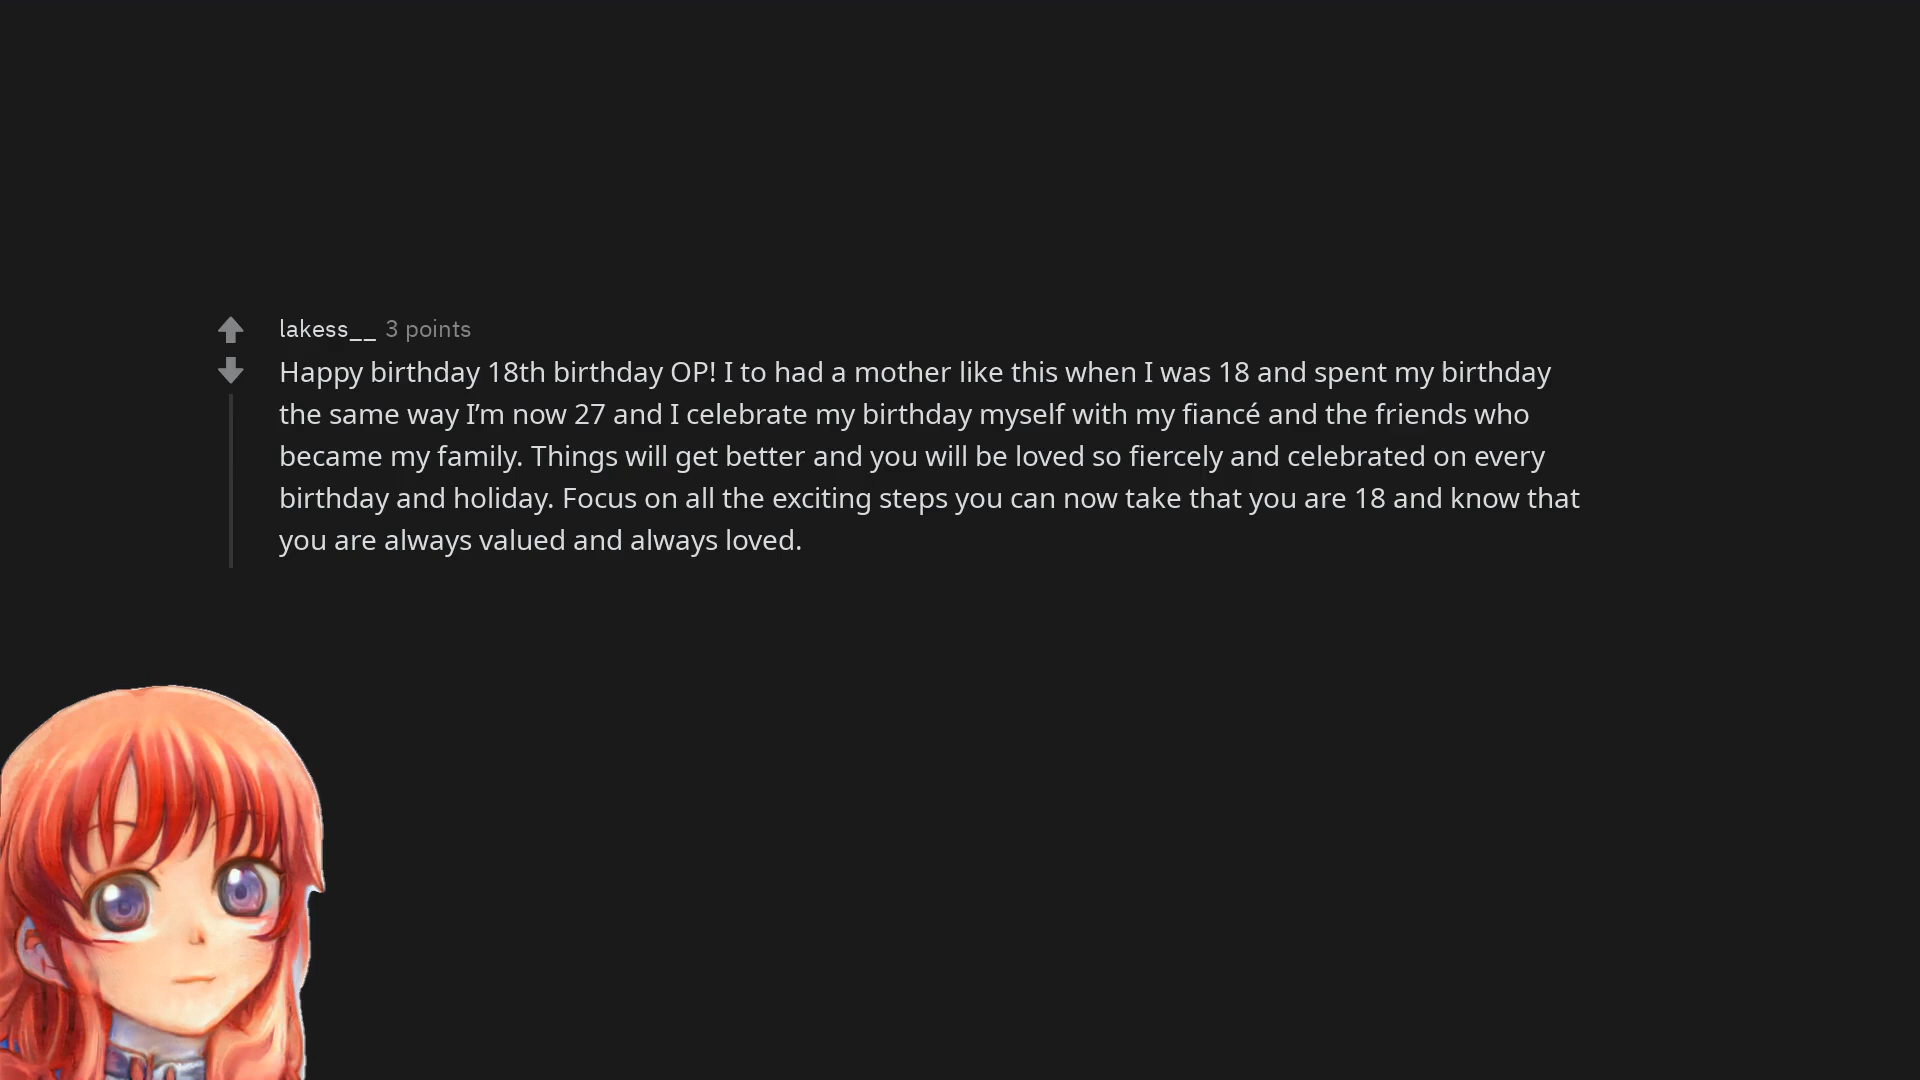 lakess__ 3 points
Happy birthday 18th birthday OP! I to had a mother like this when I was 18 and spent my birthday
the same way I’m now 27 and I celebrate my birthday myself with my fiancé and the friends who
became my family. Things will get better and you will be loved so fiercely and celebrated on every
birthday and holiday. Focus on all the exciting steps you can now take that you are 18 and know that
you are always valued and always loved.